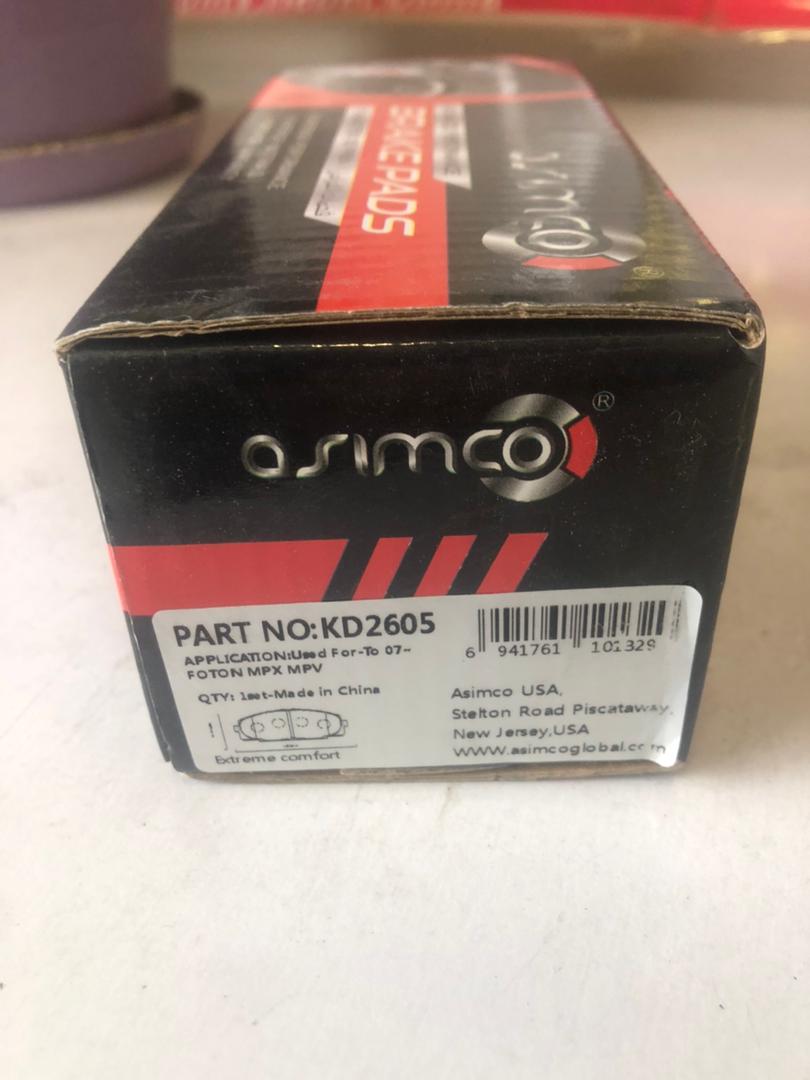 BRAKE PADS
asimco
®
asimco
®
PART NO:KD2605
APPLICATION:Used For-To 07~
FOTON MPX MPV
QTY: 1set-Made in China
Extreme comfort
6 941761 101329
Asimco USA,
Stelton Road Piscataway,
New Jersey,USA
WWW.asimcoglobal.com